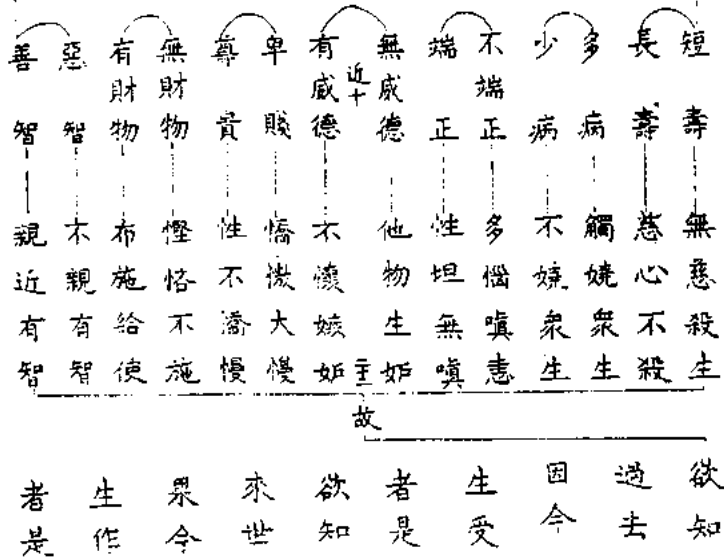 短壽 無慈殺生
長壽 慈心不殺
多病 觸嬈眾生
少病 不嬈眾生
不端正 多惱嗔恚
端正 性坦無嗔
無威德 他物生妒
近十
有威德 不懷嫉妒
主
卑賤 憍慠大慢
尊貴 性不憍慢
無財物 慳恡不施
有財物 布施給使
惡智 不親有智
善智 親近有智
故
欲知
過去
因今
生受
者是
欲知
來世
果今
生作
者是